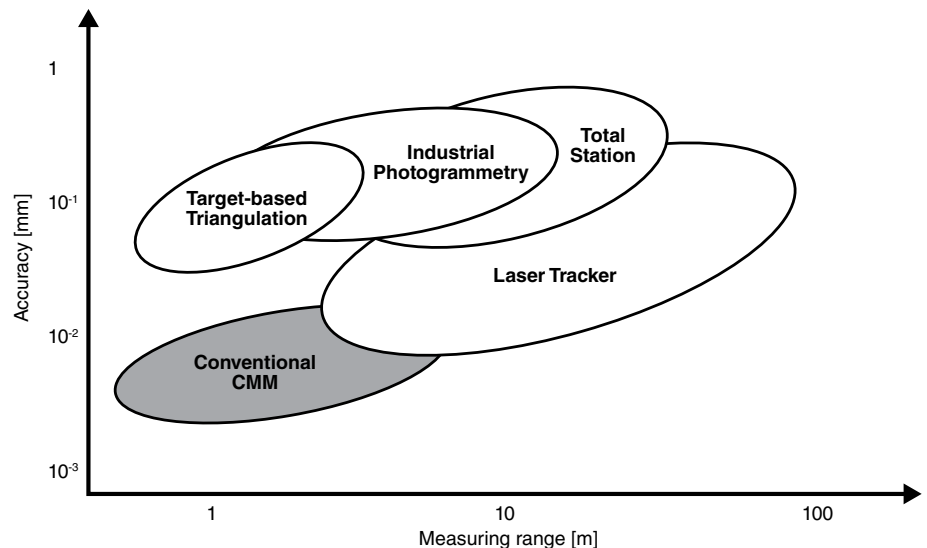 1
Total
Station
Industrial
Photogrammetry
Target-based
Triangulation
10⁻¹
Accuracy [mm]
Laser Tracker
10⁻²
Conventional
CMM
10⁻³
1 10 100
Measuring range [m]